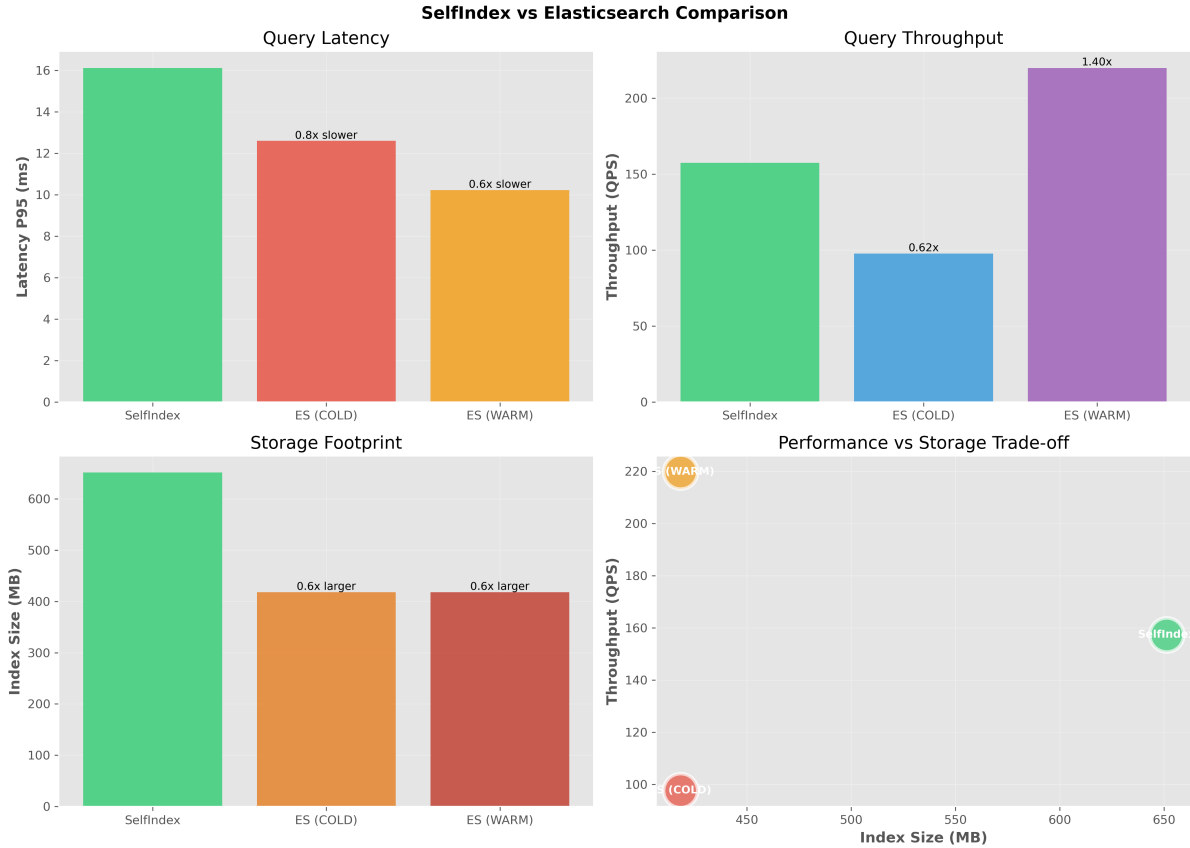 SelfIndex vs Elasticsearch Comparison
Query Latency
Latency P95 (ms)
16
14
12
10
8
6
4
2
0
0.8x slower
0.6x slower
SelfIndex
ES (COLD)
ES (WARM)
Query Throughput
Throughput (QPS)
200
150
100
50
0
0.62x
1.40x
SelfIndex
ES (COLD)
ES (WARM)
Storage Footprint
Index Size (MB)
600
500
400
300
200
100
0
0.6x larger
0.6x larger
SelfIndex
ES (COLD)
ES (WARM)
Performance vs Storage Trade-off
Throughput (QPS)
220
200
180
160
140
120
100
S (WARM)
SelfInde
S (COLD)
450
500
550
600
650
Index Size (MB)